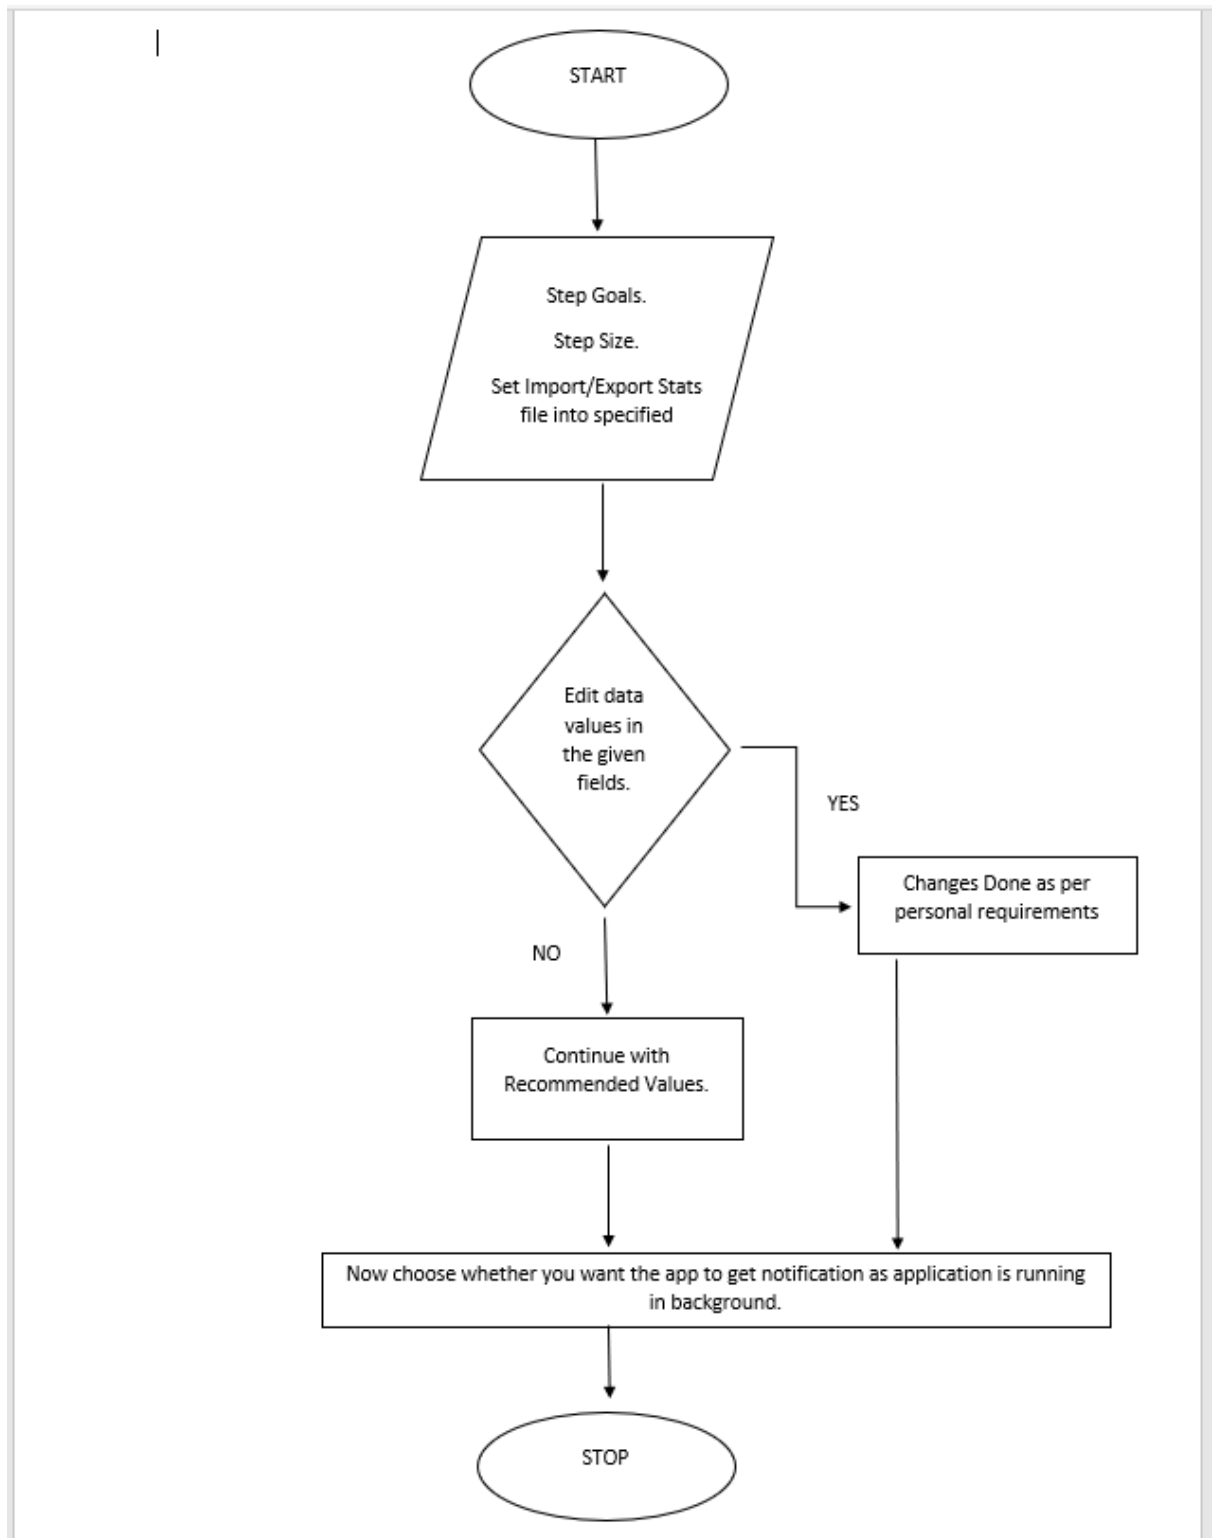 START
Step Goals.
Step Size.
Set Import/Export Stats
file into specified
Edit data
values in
the given
fields.
YES
Changes Done as per
personal requirements
NO
Continue with
Recommended Values.
Now choose whether you want the app to get notification as application is running
in background.
STOP